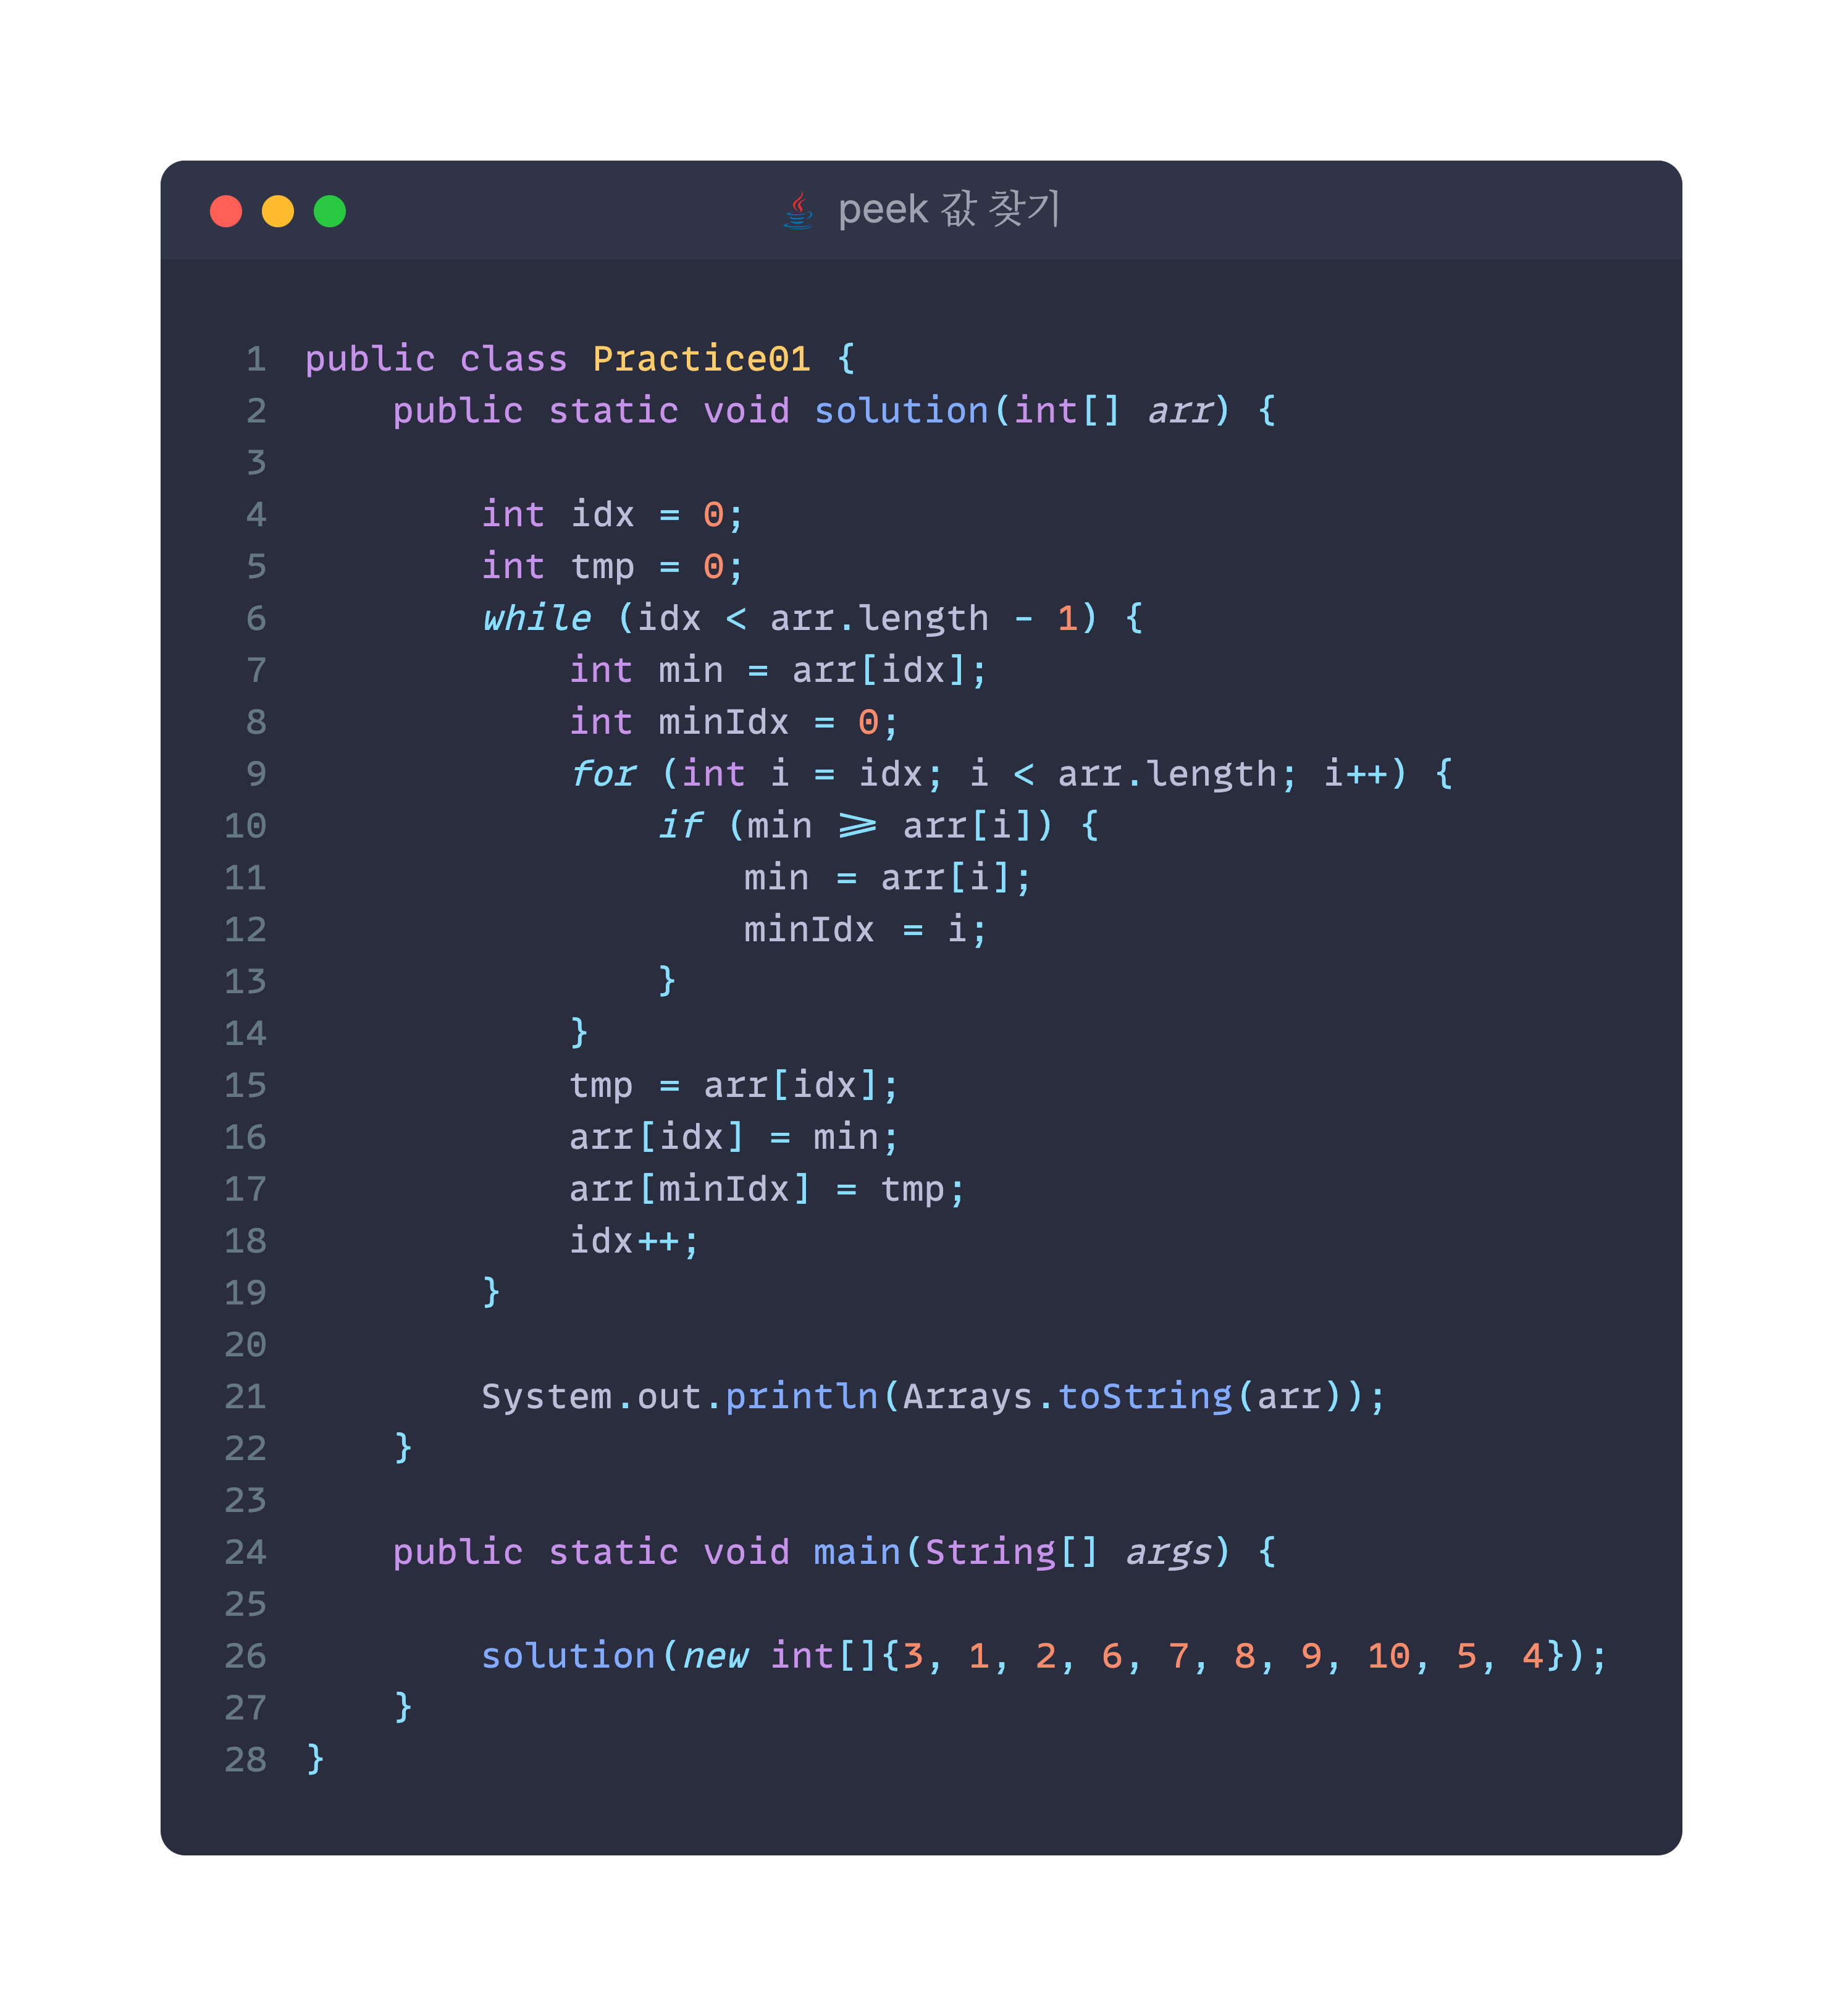 peek 값 찾기
1 public class Practice01 {
2     public static void solution(int[] arr) {
3
4         int idx = 0;
5         int tmp = 0;
6         while (idx < arr.length - 1) {
7             int min = arr[idx];
8             int minIdx = 0;
9             for (int i = idx; i < arr.length; i++) {
10                 if (min >= arr[i]) {
11                     min = arr[i];
12                     minIdx = i;
13                 }
14             }
15             tmp = arr[idx];
16             arr[idx] = min;
17             arr[minIdx] = tmp;
18             idx++;
19         }
20
21         System.out.println(Arrays.toString(arr));
22     }
23
24     public static void main(String[] args) {
25
26         solution(new int[]{3, 1, 2, 6, 7, 8, 9, 10, 5, 4});
27     }
28 }